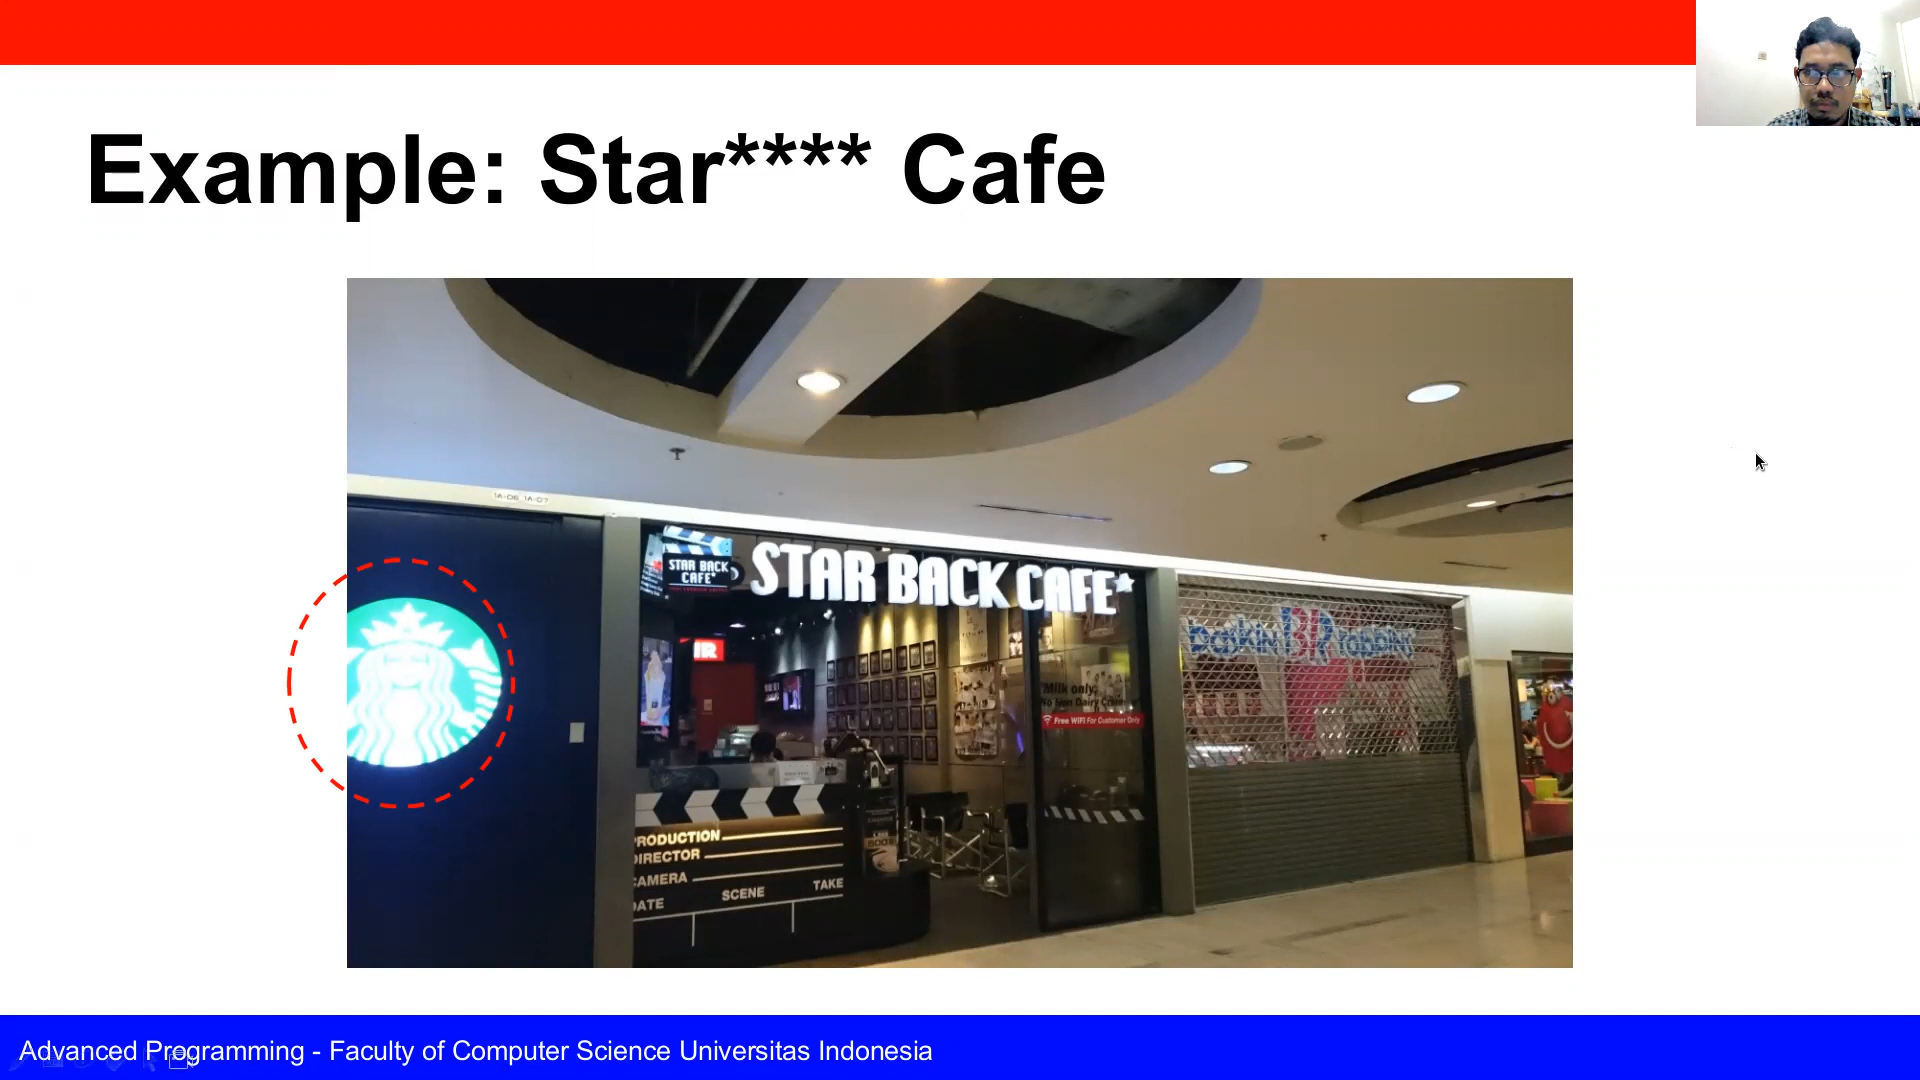 Example: Star**** Cafe
1A-06 1A-07
STAR BACK CAFE*
STAR BACK
CAFE*
baskin BR robbins
Milk only,
No Non Dairy
Free WiFi For Customer Only
PRODUCTION
DIRECTOR
CAMERA
SCENE
TAKE
DATE
Advanced Programming - Faculty of Computer Science Universitas Indonesia